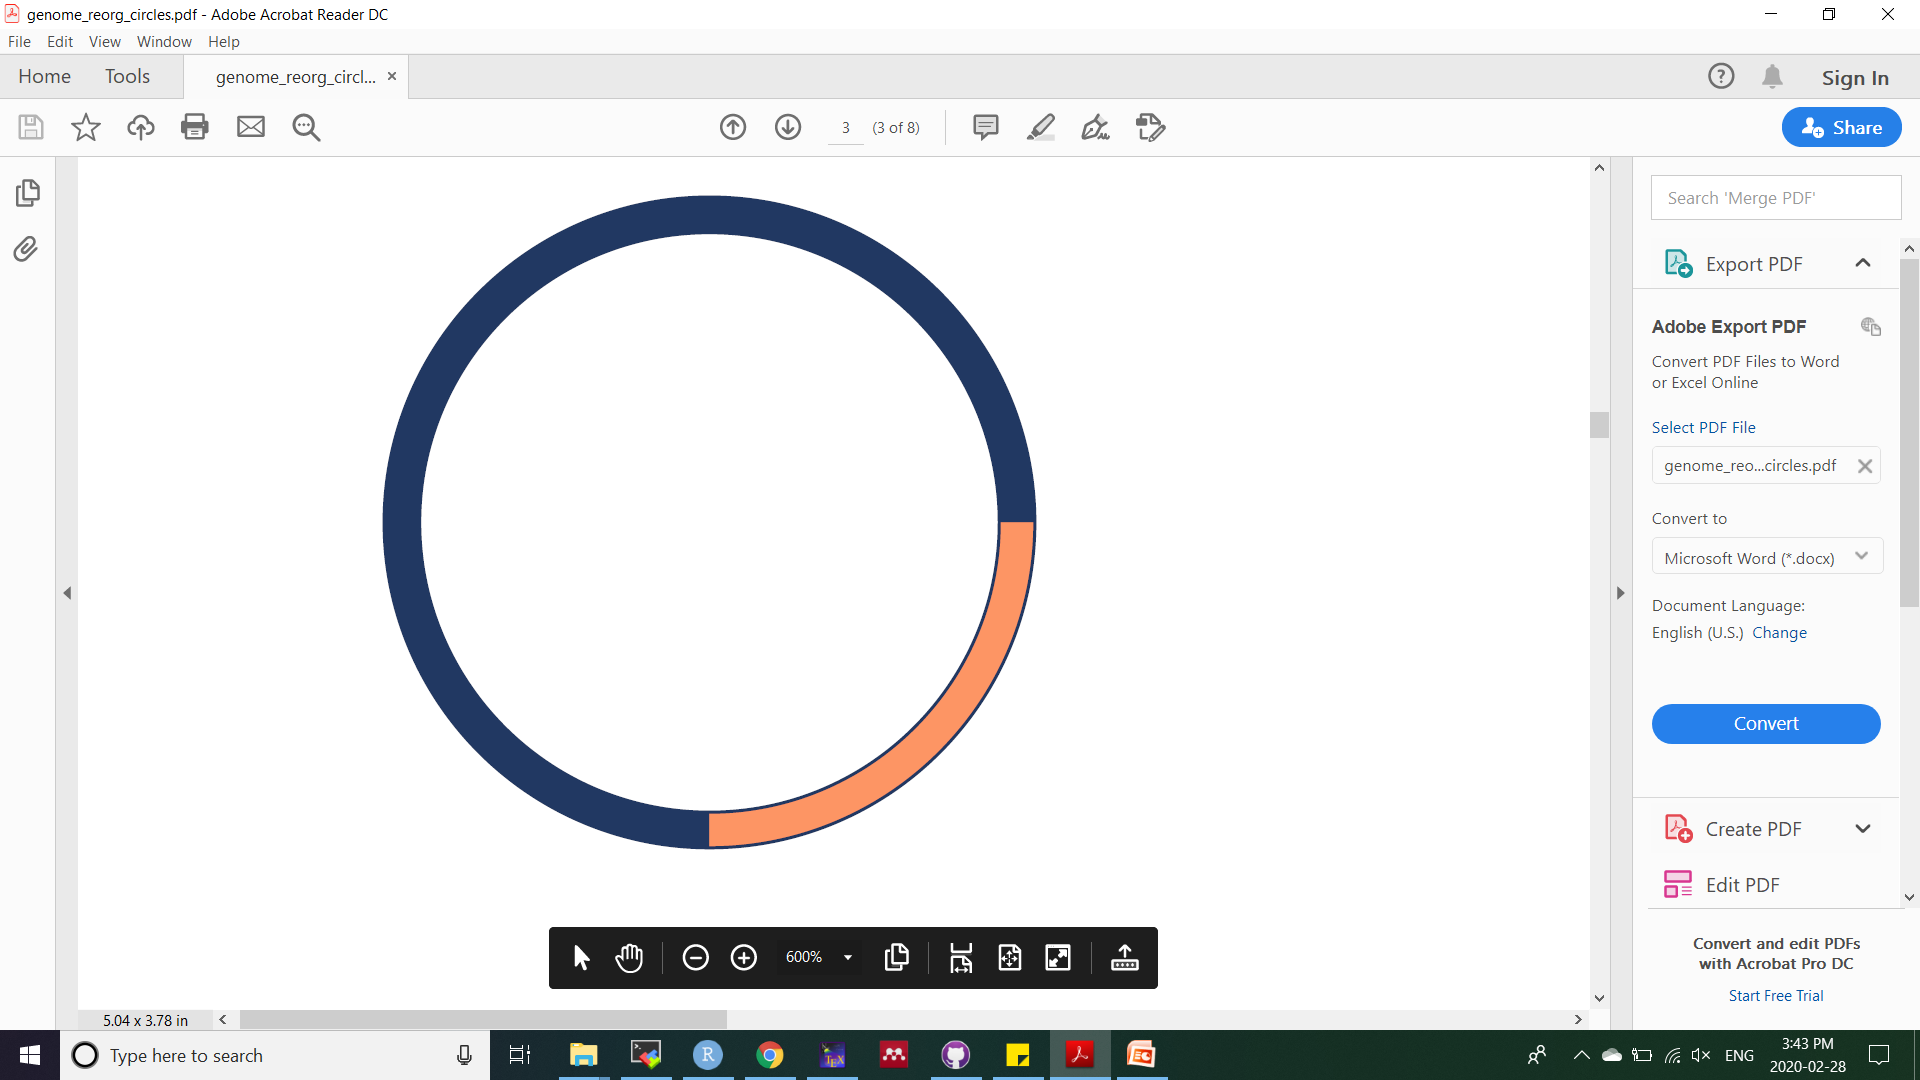 genome_reorg_circles.pdf - Adobe Acrobat Reader DC
File Edit View Window Help
Home Tools genome_reorg_circl... × Sign In
3 (3 of 8) Share
Search 'Merge PDF'
Export PDF
Adobe Export PDF
Convert PDF Files to Word
or Excel Online
Select PDF File
genome_reo...circles.pdf
Convert to
Microsoft Word (*.docx)
Document Language:
English (U.S.) Change
Convert
Create PDF
Edit PDF
Convert and edit PDFs
with Acrobat Pro DC
Start Free Trial
600%
5.04 x 3.78 in
Type here to search
R
TEX
ENG
3:43 PM
2020-02-28